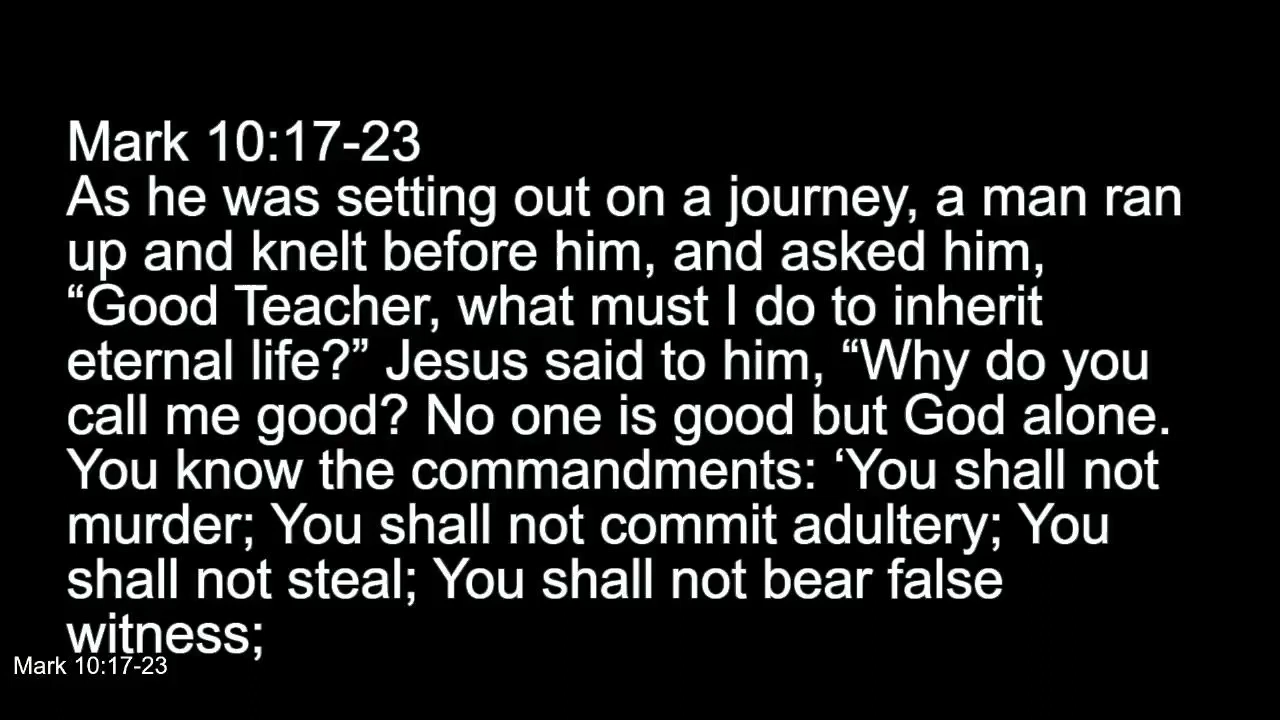 Mark 10:17-23
As he was setting out on a journey, a man ran
up and knelt before him, and asked him,
“Good Teacher, what must I do to inherit
eternal life?” Jesus said to him, “Why do you
call me good? No one is good but God alone.
You know the commandments: ‘You shall not
murder; You shall not commit adultery; You
shall not steal; You shall not bear false
witness;
Mark 10:17-23